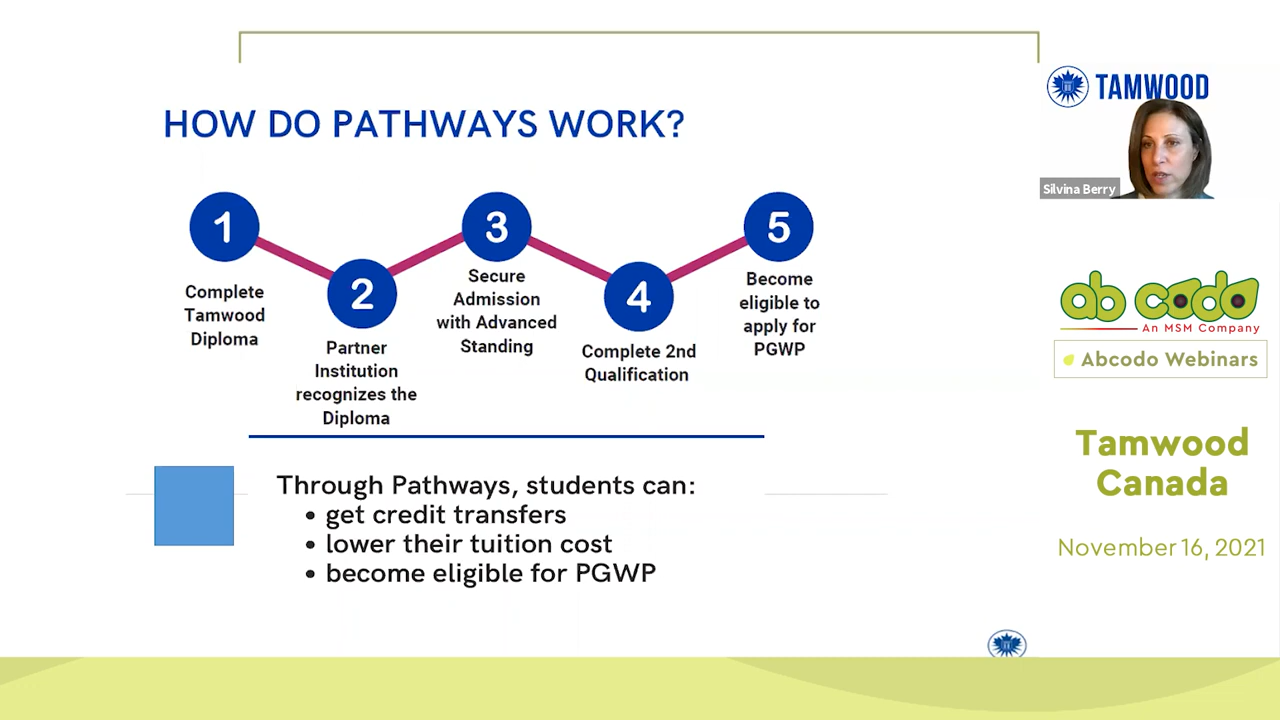 HOW DO PATHWAYS WORK?
1
Complete
Tamwood
Diploma
2
Partner
Institution
recognizes the
Diploma
3
Secure
Admission
with Advanced
Standing
4
Complete 2nd
Qualification
5
Become
eligible to
apply for
PGWP
Through Pathways, students can:
• get credit transfers
• lower their tuition cost
• become eligible for PGWP
TAMWOOD
Silvina Berry
abcodo
An MSM Company
Abcodo Webinars
Tamwood
Canada
November 16, 2021